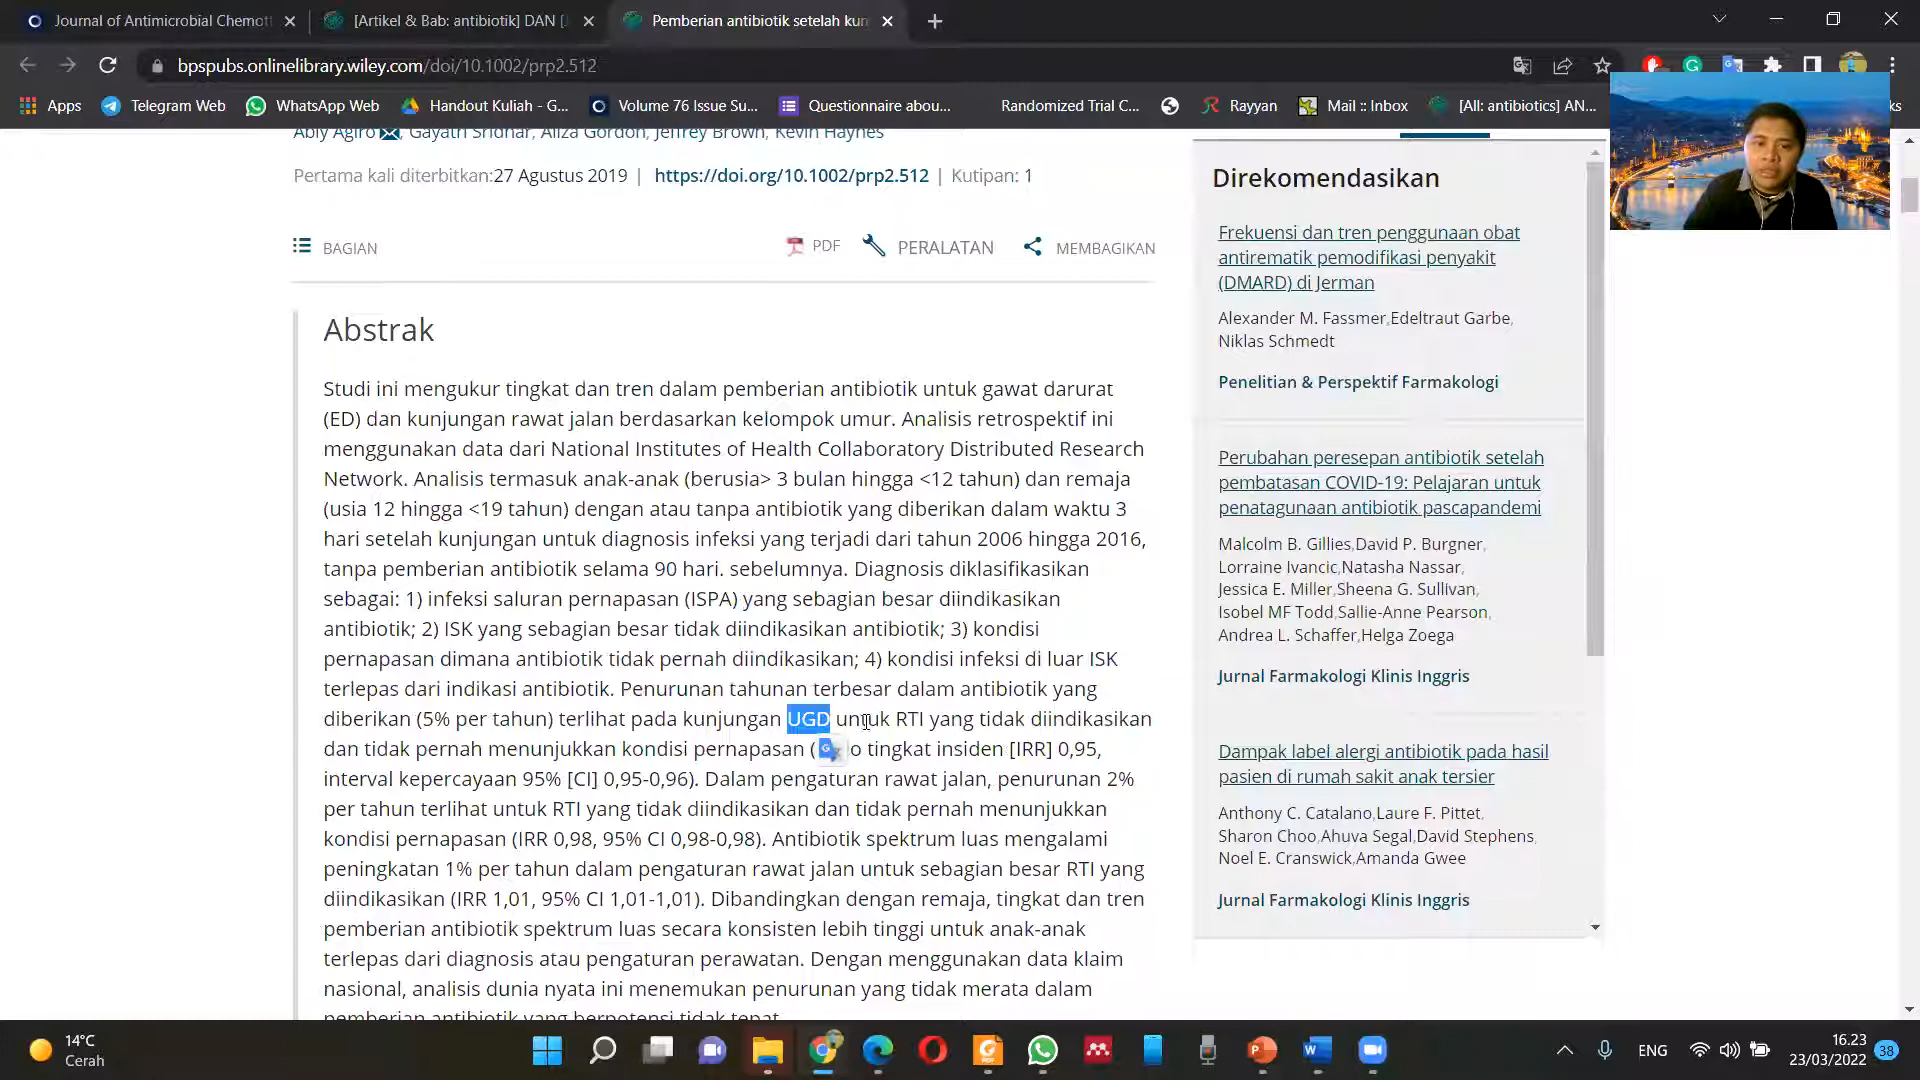 Journal of Antimicrobial Chemot
[Artikel & Bab: antibiotik] DAN [
Pemberian antibiotik setelah kun
bpspubs.onlinelibrary.wiley.com/doi/10.1002/prp2.512
Apps
Telegram Web
WhatsApp Web
Handout Kuliah - G...
Volume 76 Issue Su...
Questionnaire abou...
Randomized Trial C...
Rayyan
Mail :: Inbox
[All: antibiotics] AN...
ks
Ably Agiro, Gayath Sridhar, Aliza Gordon, Jeffrey Brown, Kevin Haynes
Pertama kali diterbitkan:27 Agustus 2019 | https://doi.org/10.1002/prp2.512 | Kutipan: 1
BAGIAN
PDF
PERALATAN
MEMBAGIKAN
Abstrak
Studi ini mengukur tingkat dan tren dalam pemberian antibiotik untuk gawat darurat
(ED) dan kunjungan rawat jalan berdasarkan kelompok umur. Analisis retrospektif ini
menggunakan data dari National Institutes of Health Collaboratory Distributed Research
Network. Analisis termasuk anak-anak (berusia> 3 bulan hingga <12 tahun) dan remaja
(usia 12 hingga <19 tahun) dengan atau tanpa antibiotik yang diberikan dalam waktu 3
hari setelah kunjungan untuk diagnosis infeksi yang terjadi dari tahun 2006 hingga 2016,
tanpa pemberian antibiotik selama 90 hari. sebelumnya. Diagnosis diklasifikasikan
sebagai: 1) infeksi saluran pernapasan (ISPA) yang sebagian besar diindikasikan
antibiotik; 2) ISK yang sebagian besar tidak diindikasikan antibiotik; 3) kondisi
pernapasan dimana antibiotik tidak pernah diindikasikan; 4) kondisi infeksi di luar ISK
terlepas dari indikasi antibiotik. Penurunan tahunan terbesar dalam antibiotik yang
diberikan (5% per tahun) terlihat pada kunjungan UGD untuk RTI yang tidak diindikasikan
dan tidak pernah menunjukkan kondisi pernapasan ( o tingkat insiden [IRR] 0,95,
interval kepercayaan 95% [CI] 0,95-0,96). Dalam pengaturan rawat jalan, penurunan 2%
per tahun terlihat untuk RTI yang tidak diindikasikan dan tidak pernah menunjukkan
kondisi pernapasan (IRR 0,98, 95% CI 0,98-0,98). Antibiotik spektrum luas mengalami
peningkatan 1% per tahun dalam pengaturan rawat jalan untuk sebagian besar RTI yang
diindikasikan (IRR 1,01, 95% CI 1,01-1,01). Dibandingkan dengan remaja, tingkat dan tren
pemberian antibiotik spektrum luas secara konsisten lebih tinggi untuk anak-anak
terlepas dari diagnosis atau pengaturan perawatan. Dengan menggunakan data klaim
nasional, analisis dunia nyata ini menemukan penurunan yang tidak merata dalam
pemberian antibiotik yang berpotensi tidak tepat.
Direkomendasikan
Frekuensi dan tren penggunaan obat
antirematik pemodifikasi penyakit
(DMARD) di Jerman
Alexander M. Fassmer,Edeltraut Garbe,
Niklas Schmedt
Penelitian & Perspektif Farmakologi
Perubahan peresepan antibiotik setelah
pembatasan COVID-19: Pelajaran untuk
penatagunaan antibiotik pascapandemi
Malcolm B. Gillies,David P. Burgner,
Lorraine Ivancic,Natasha Nassar,
Jessica E. Miller,Sheena G. Sullivan,
Isobel MF Todd,Sallie-Anne Pearson,
Andrea L. Schaffer,Helga Zoega
Jurnal Farmakologi Klinis Inggris
Dampak label alergi antibiotik pada hasil
pasien di rumah sakit anak tersier
Anthony C. Catalano,Laure F. Pittet,
Sharon Choo,Ahuva Segal,David Stephens,
Noel E. Cranswick,Amanda Gwee
Jurnal Farmakologi Klinis Inggris
14°C
Cerah
ENG
16.23
23/03/2022
38